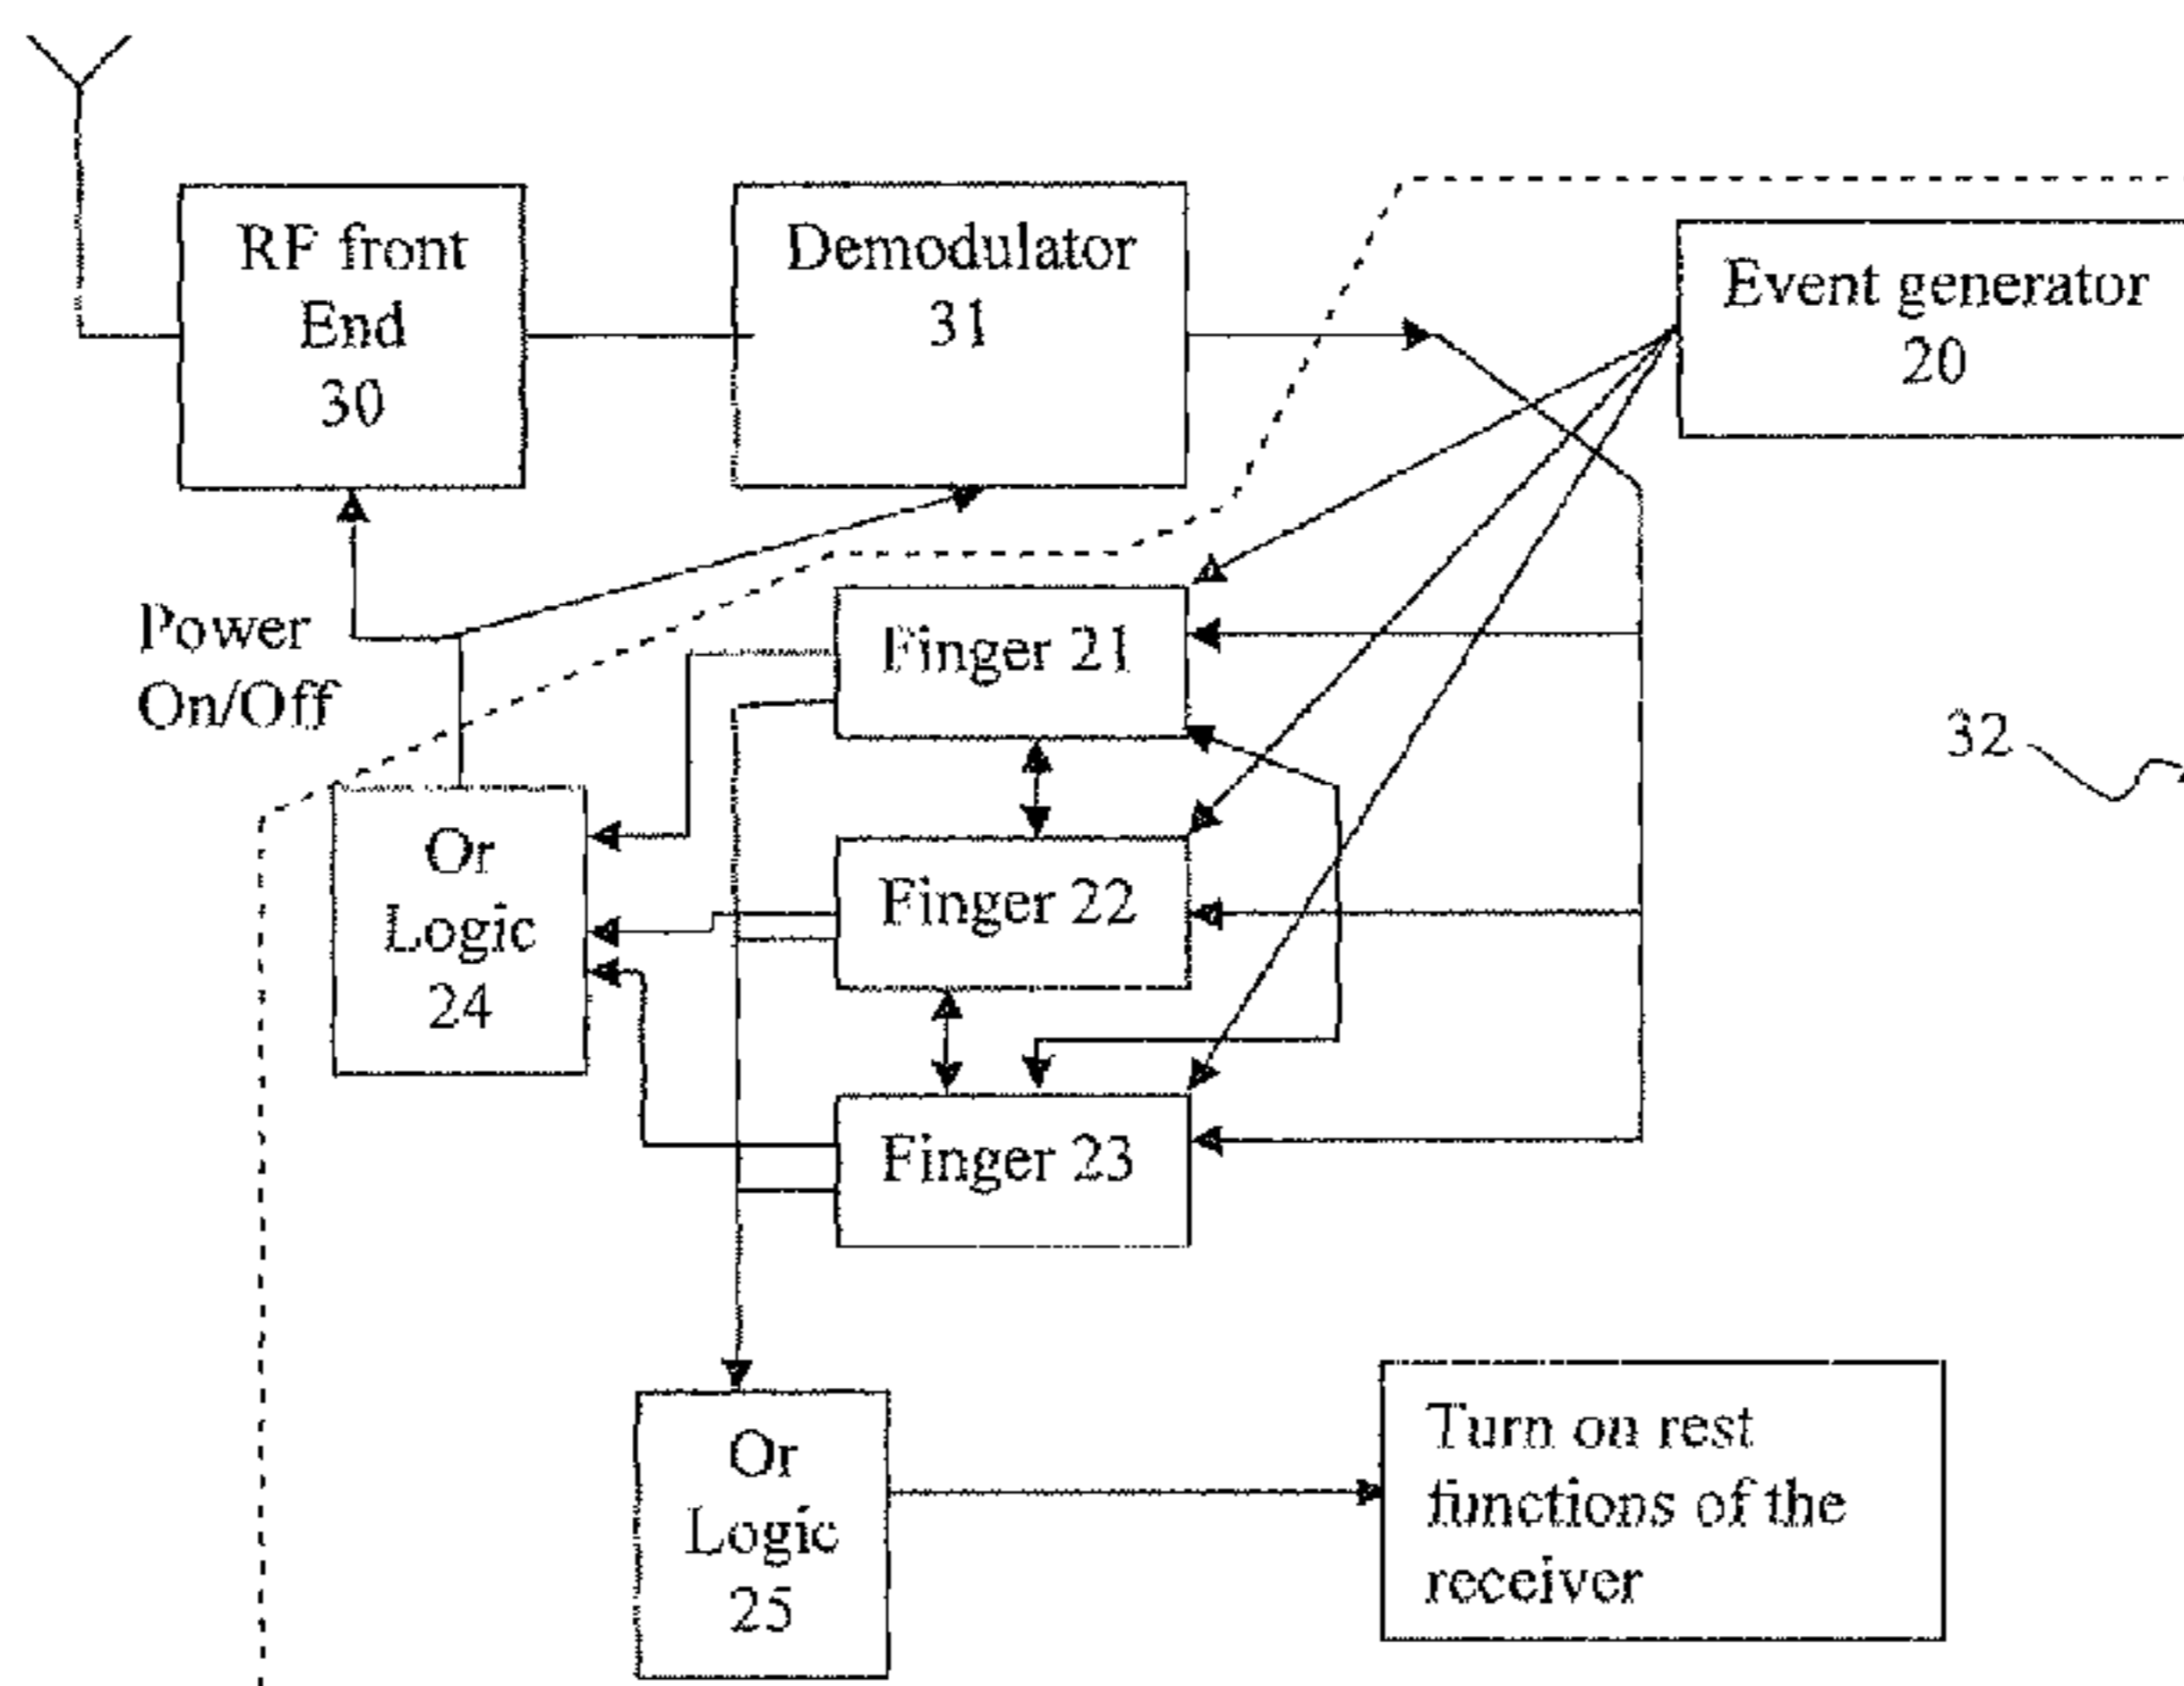 RF front
End
30
Demodulator
31
Event generator
20
Power
On/Off
Finger 21
32
Or
Logic
24
Finger 22
Finger 23
Or
Logic
25
Turn on rest
functions of the
receiver